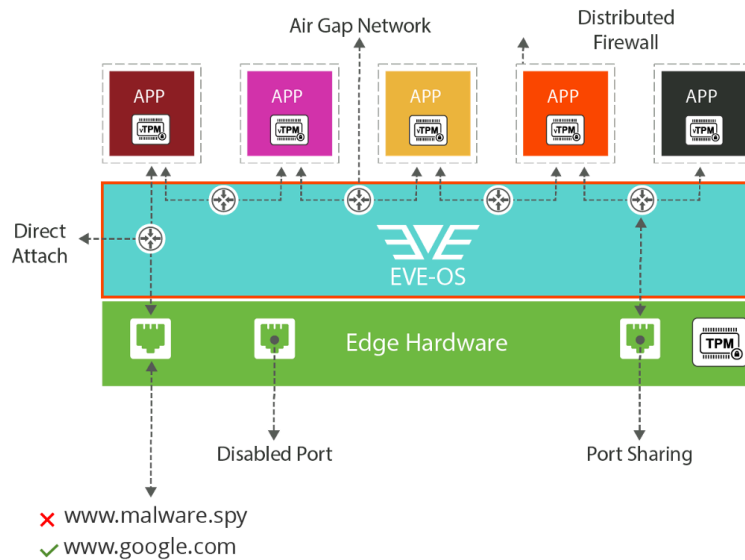 Air Gap Network
Distributed
Firewall
APP
APP
APP
APP
APP
vTPM
vTPM
vTPM
vTPM
vTPM
Direct
Attach
EVE-OS
Edge Hardware
TPM
Disabled Port
Port Sharing
www.malware.spy
www.google.com